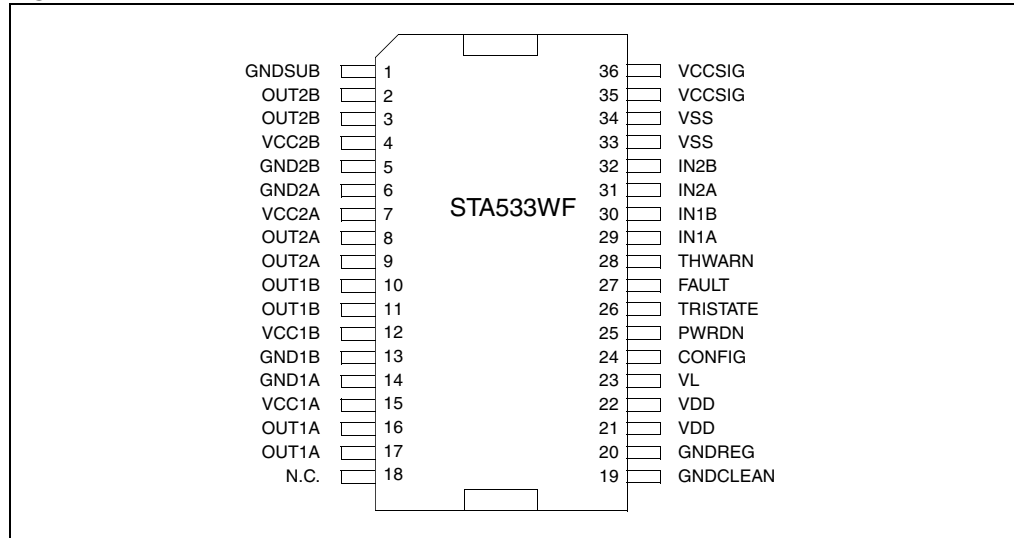 GNDSUB 1 36 VCCSIG
OUT2B 2 35 VCCSIG
OUT2B 3 34 VSS
VCC2B 4 33 VSS
GND2B 5 32 IN2B
GND2A 6 31 IN2A
VCC2A 7 STA533WF 30 IN1B
OUT2A 8 29 IN1A
OUT2A 9 28 THWARN
OUT1B 10 27 FAULT
OUT1B 11 26 TRISTATE
VCC1B 12 25 PWRDN
GND1B 13 24 CONFIG
GND1A 14 23 VL
VCC1A 15 22 VDD
OUT1A 16 21 VDD
OUT1A 17 20 GNDREG
N.C. 18 19 GNDCLEAN